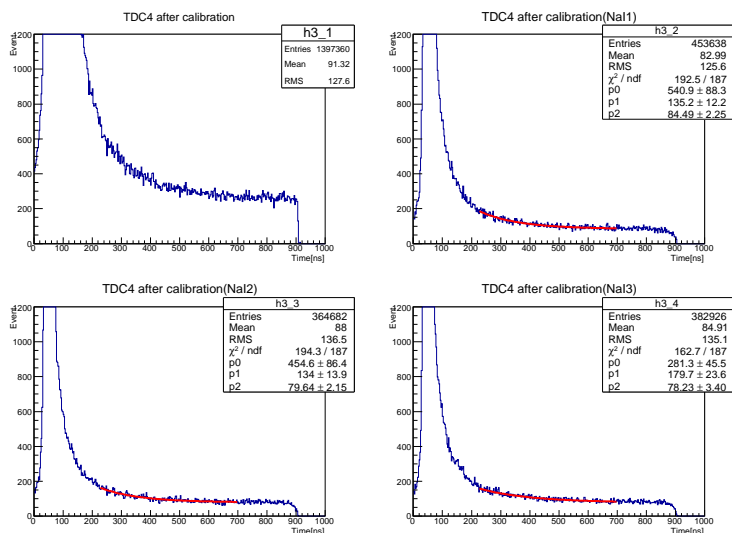 TDC4 after calibration
h3_1
Entries 1397360
Mean 91.32
RMS 127.6
Event
1200
1000
800
600
400
200
0
0 100 200 300 400 500 600 700 800 900 1000
Time[ns]
TDC4 after calibration(NaI1)
h3_2
Entries 453638
Mean 82.99
RMS 125.6
χ² / ndf 192.5 / 187
p0 540.9 ± 88.3
p1 135.2 ± 12.2
p2 84.49 ± 2.25
Event
1200
1000
800
600
400
200
0
0 100 200 300 400 500 600 700 800 900 1000
Time[ns]
TDC4 after calibration(NaI2)
h3_3
Entries 364682
Mean 88
RMS 136.5
χ² / ndf 194.3 / 187
p0 454.6 ± 86.4
p1 134 ± 13.9
p2 79.64 ± 2.15
Event
1200
1000
800
600
400
200
0
0 100 200 300 400 500 600 700 800 900 1000
Time[ns]
TDC4 after calibration(NaI3)
h3_4
Entries 382926
Mean 84.91
RMS 135.1
χ² / ndf 162.7 / 187
p0 281.3 ± 45.5
p1 179.7 ± 23.6
p2 78.23 ± 3.40
Event
1200
1000
800
600
400
200
0
0 100 200 300 400 500 600 700 800 900 1000
Time[ns]